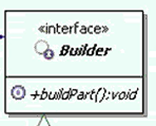 «interface»
Builder
+buildPart():void